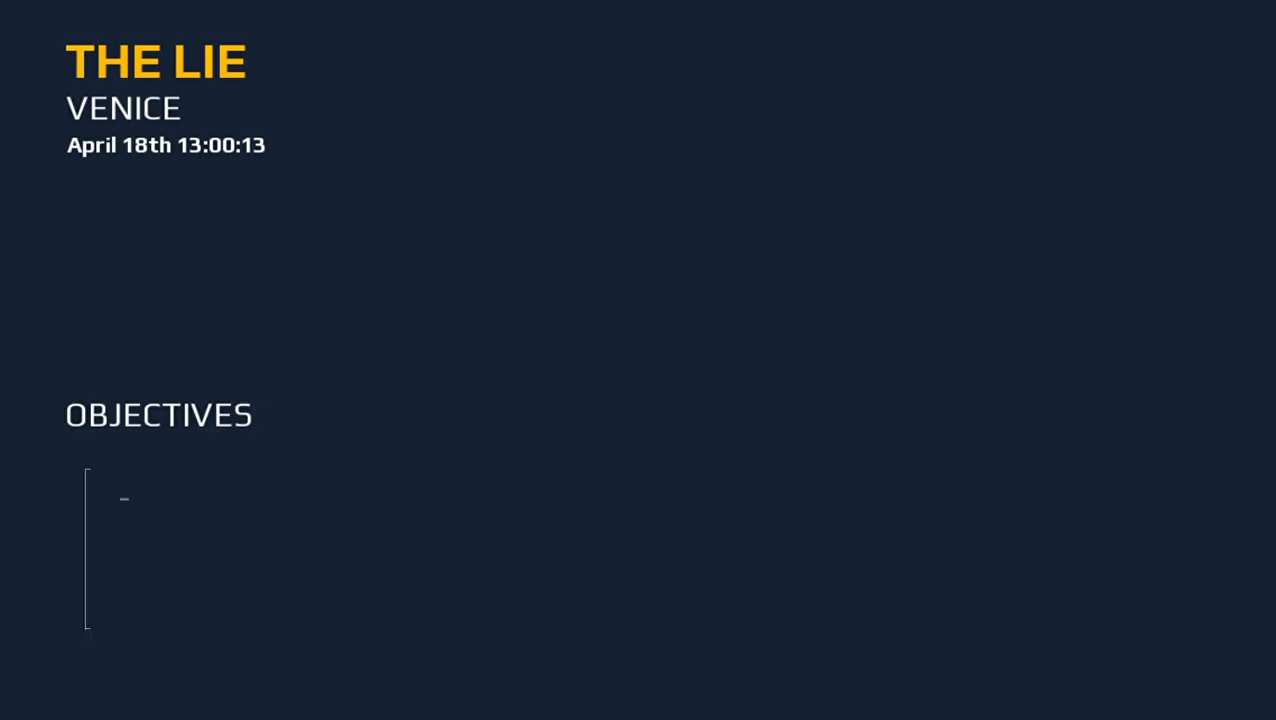 THE LIE
VENICE
April 18th 13:00:13
OBJECTIVES
–